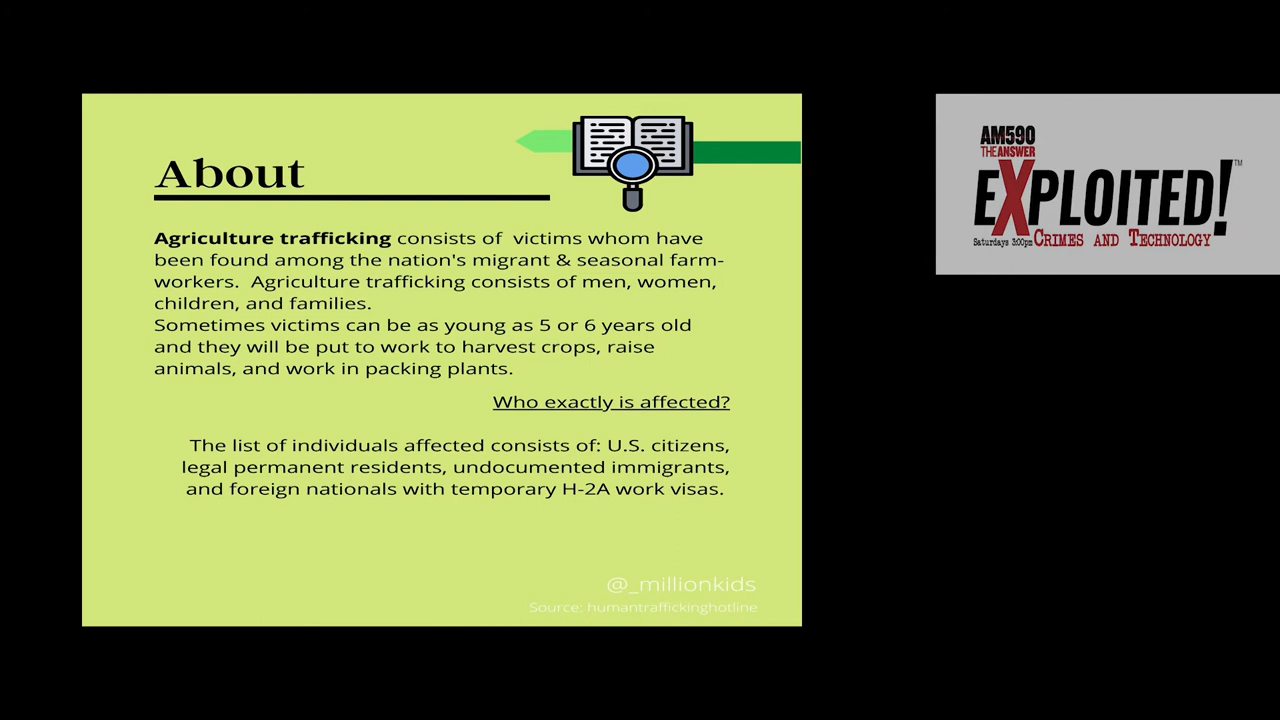 About
Agriculture trafficking consists of  victims whom have
been found among the nation's migrant & seasonal farm-
workers.  Agriculture trafficking consists of men, women,
children, and families.
Sometimes victims can be as young as 5 or 6 years old
and they will be put to work to harvest crops, raise
animals, and work in packing plants.
Who exactly is affected?
The list of individuals affected consists of: U.S. citizens,
legal permanent residents, undocumented immigrants,
and foreign nationals with temporary H-2A work visas.
@_millionkids
Source: humantraffickinghotline
AM590
THE ANSWER
EXPLOITED!™
Saturdays 3:00pm CRIMES AND TECHNOLOGY